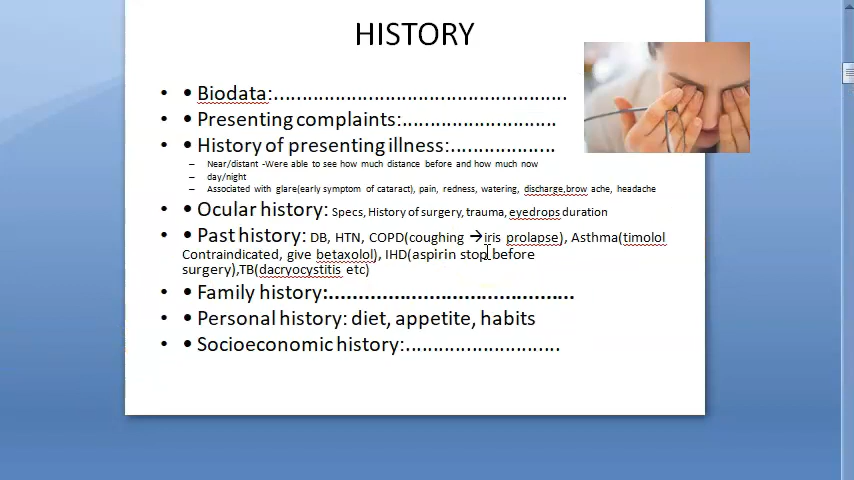 HISTORY
• • Biodata:....................................................
• • Presenting complaints:...........................
• • History of presenting illness:...................
– Near/distant -Were able to see how much distance before and how much now
– day/night
– Associated with glare(early symptom of cataract), pain, redness, watering, discharge,brow ache, headache
• • Ocular history: Specs, History of surgery, trauma, eyedrops duration
• • Past history: DB, HTN, COPD(coughing →iris prolapse), Asthma(timolol
Contraindicated, give betaxolol), IHD(aspirin stop before
surgery),TB(dacryocystitis etc)
• • Family history:..........................................
• • Personal history: diet, appetite, habits
• • Socioeconomic history:............................